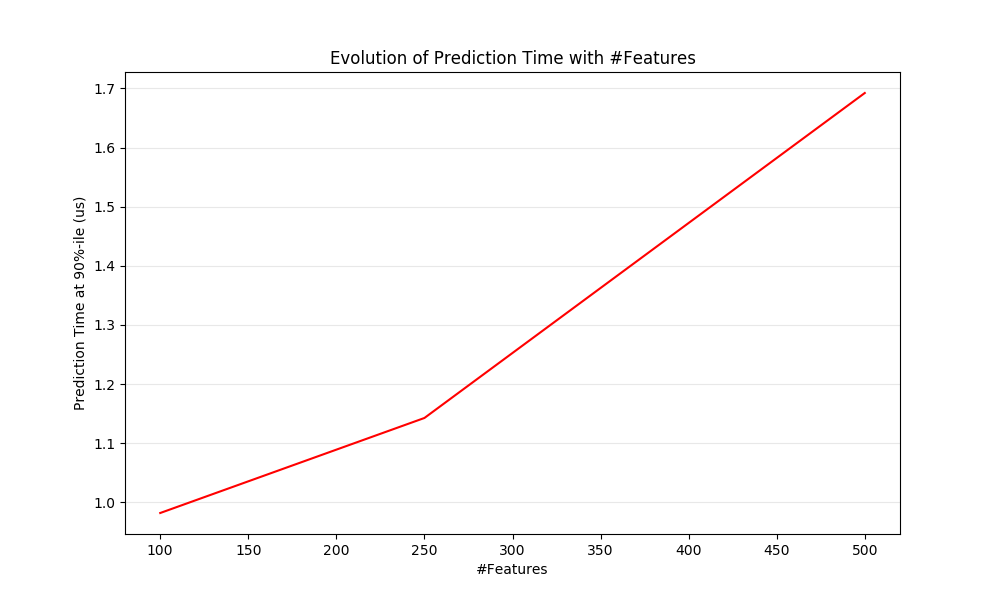 Evolution of Prediction Time with #Features
Prediction Time at 90%-ile (us)
1.7
1.6
1.5
1.4
1.3
1.2
1.1
1.0
100 150 200 250 300 350 400 450 500
#Features